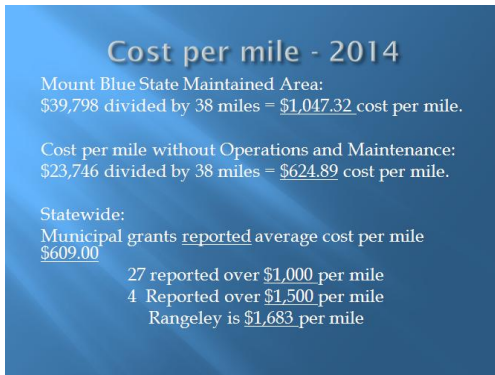 Cost per mile - 2014
Mount Blue State Maintained Area:
$39,798 divided by 38 miles = $1,047.32 cost per mile.
Cost per mile without Operations and Maintenance:
$23,746 divided by 38 miles = $624.89 cost per mile.
Statewide:
Municipal grants reported average cost per mile
$609.00
27 reported over $1,000 per mile
4 Reported over $1,500 per mile
Rangeley is $1,683 per mile